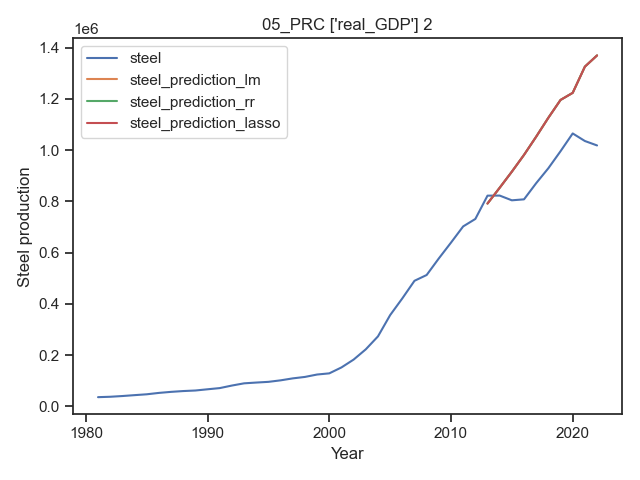 05_PRC ['real_GDP'] 2
1e6
steel
steel_prediction_lm
steel_prediction_rr
steel_prediction_lasso
1.4
1.2
1.0
0.8
0.6
0.4
0.2
0.0
Steel production
1980 1990 2000 2010 2020
Year